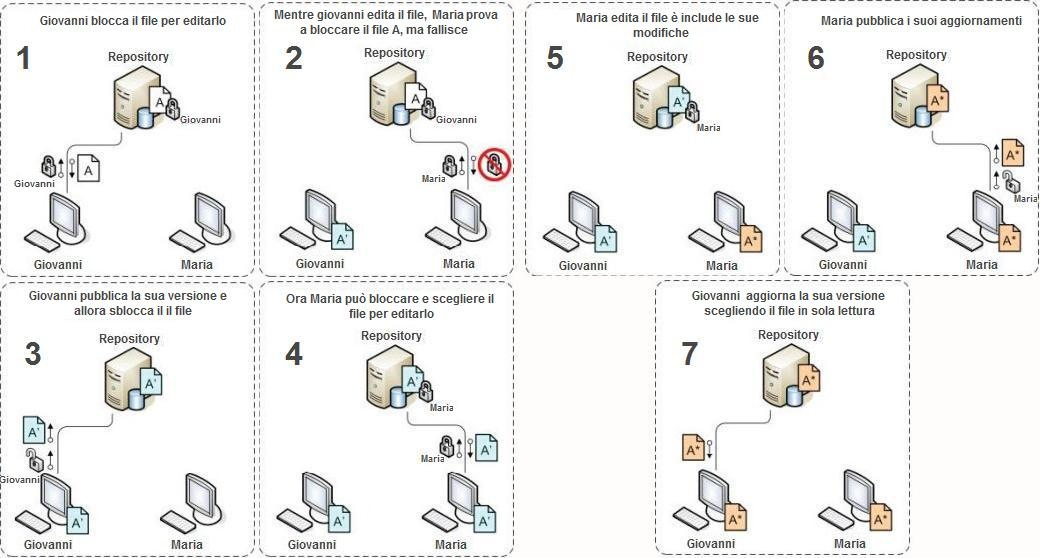 Giovanni blocca il file per editarlo
1
Repository
A
Giovanni
A
Giovanni
Giovanni
Maria
Mentre giovanni edita il file, Maria prova
a bloccare il file A, ma fallisce
2
Repository
A
Giovanni
Maria
A'
Giovanni
Maria
Giovanni pubblica la sua versione e
allora sblocca il il file
3
Repository
A'
A'
Giovanni
A'
Giovanni
Maria
Ora Maria può bloccare e scegliere il
file per editarlo
4
Repository
A'
Maria
A'
Maria
A'
A'
Giovanni
Maria
Maria edita il file è include le sue
modifiche
5
Repository
A'
Maria
A'
A*
Giovanni
Maria
Maria pubblica i suoi aggiornamenti
6
Repository
A*
A*
Maria
A'
A*
Giovanni
Maria
Giovanni aggiorna la sua versione
scegliendo il file in sola lettura
7
Repository
A*
A*
A*
A*
Giovanni
Maria